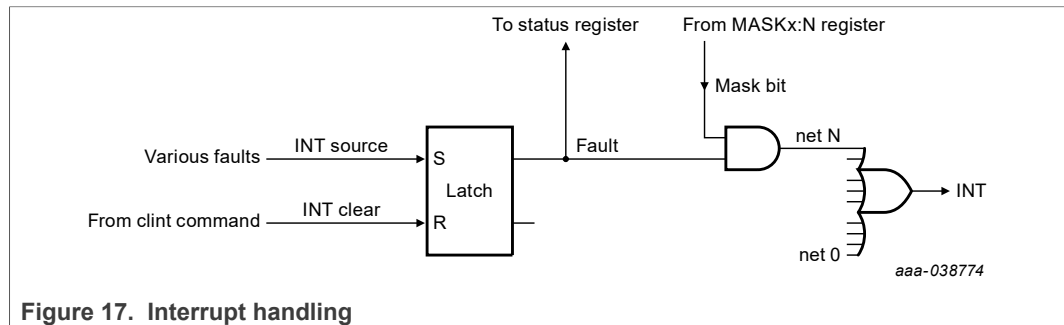 To status register
From MASKx:N register
Mask bit
net N
Various faults
INT source
S
Fault
Latch
INT
From clint command
INT clear
R
net 0
aaa-038774
Figure 17. Interrupt handling